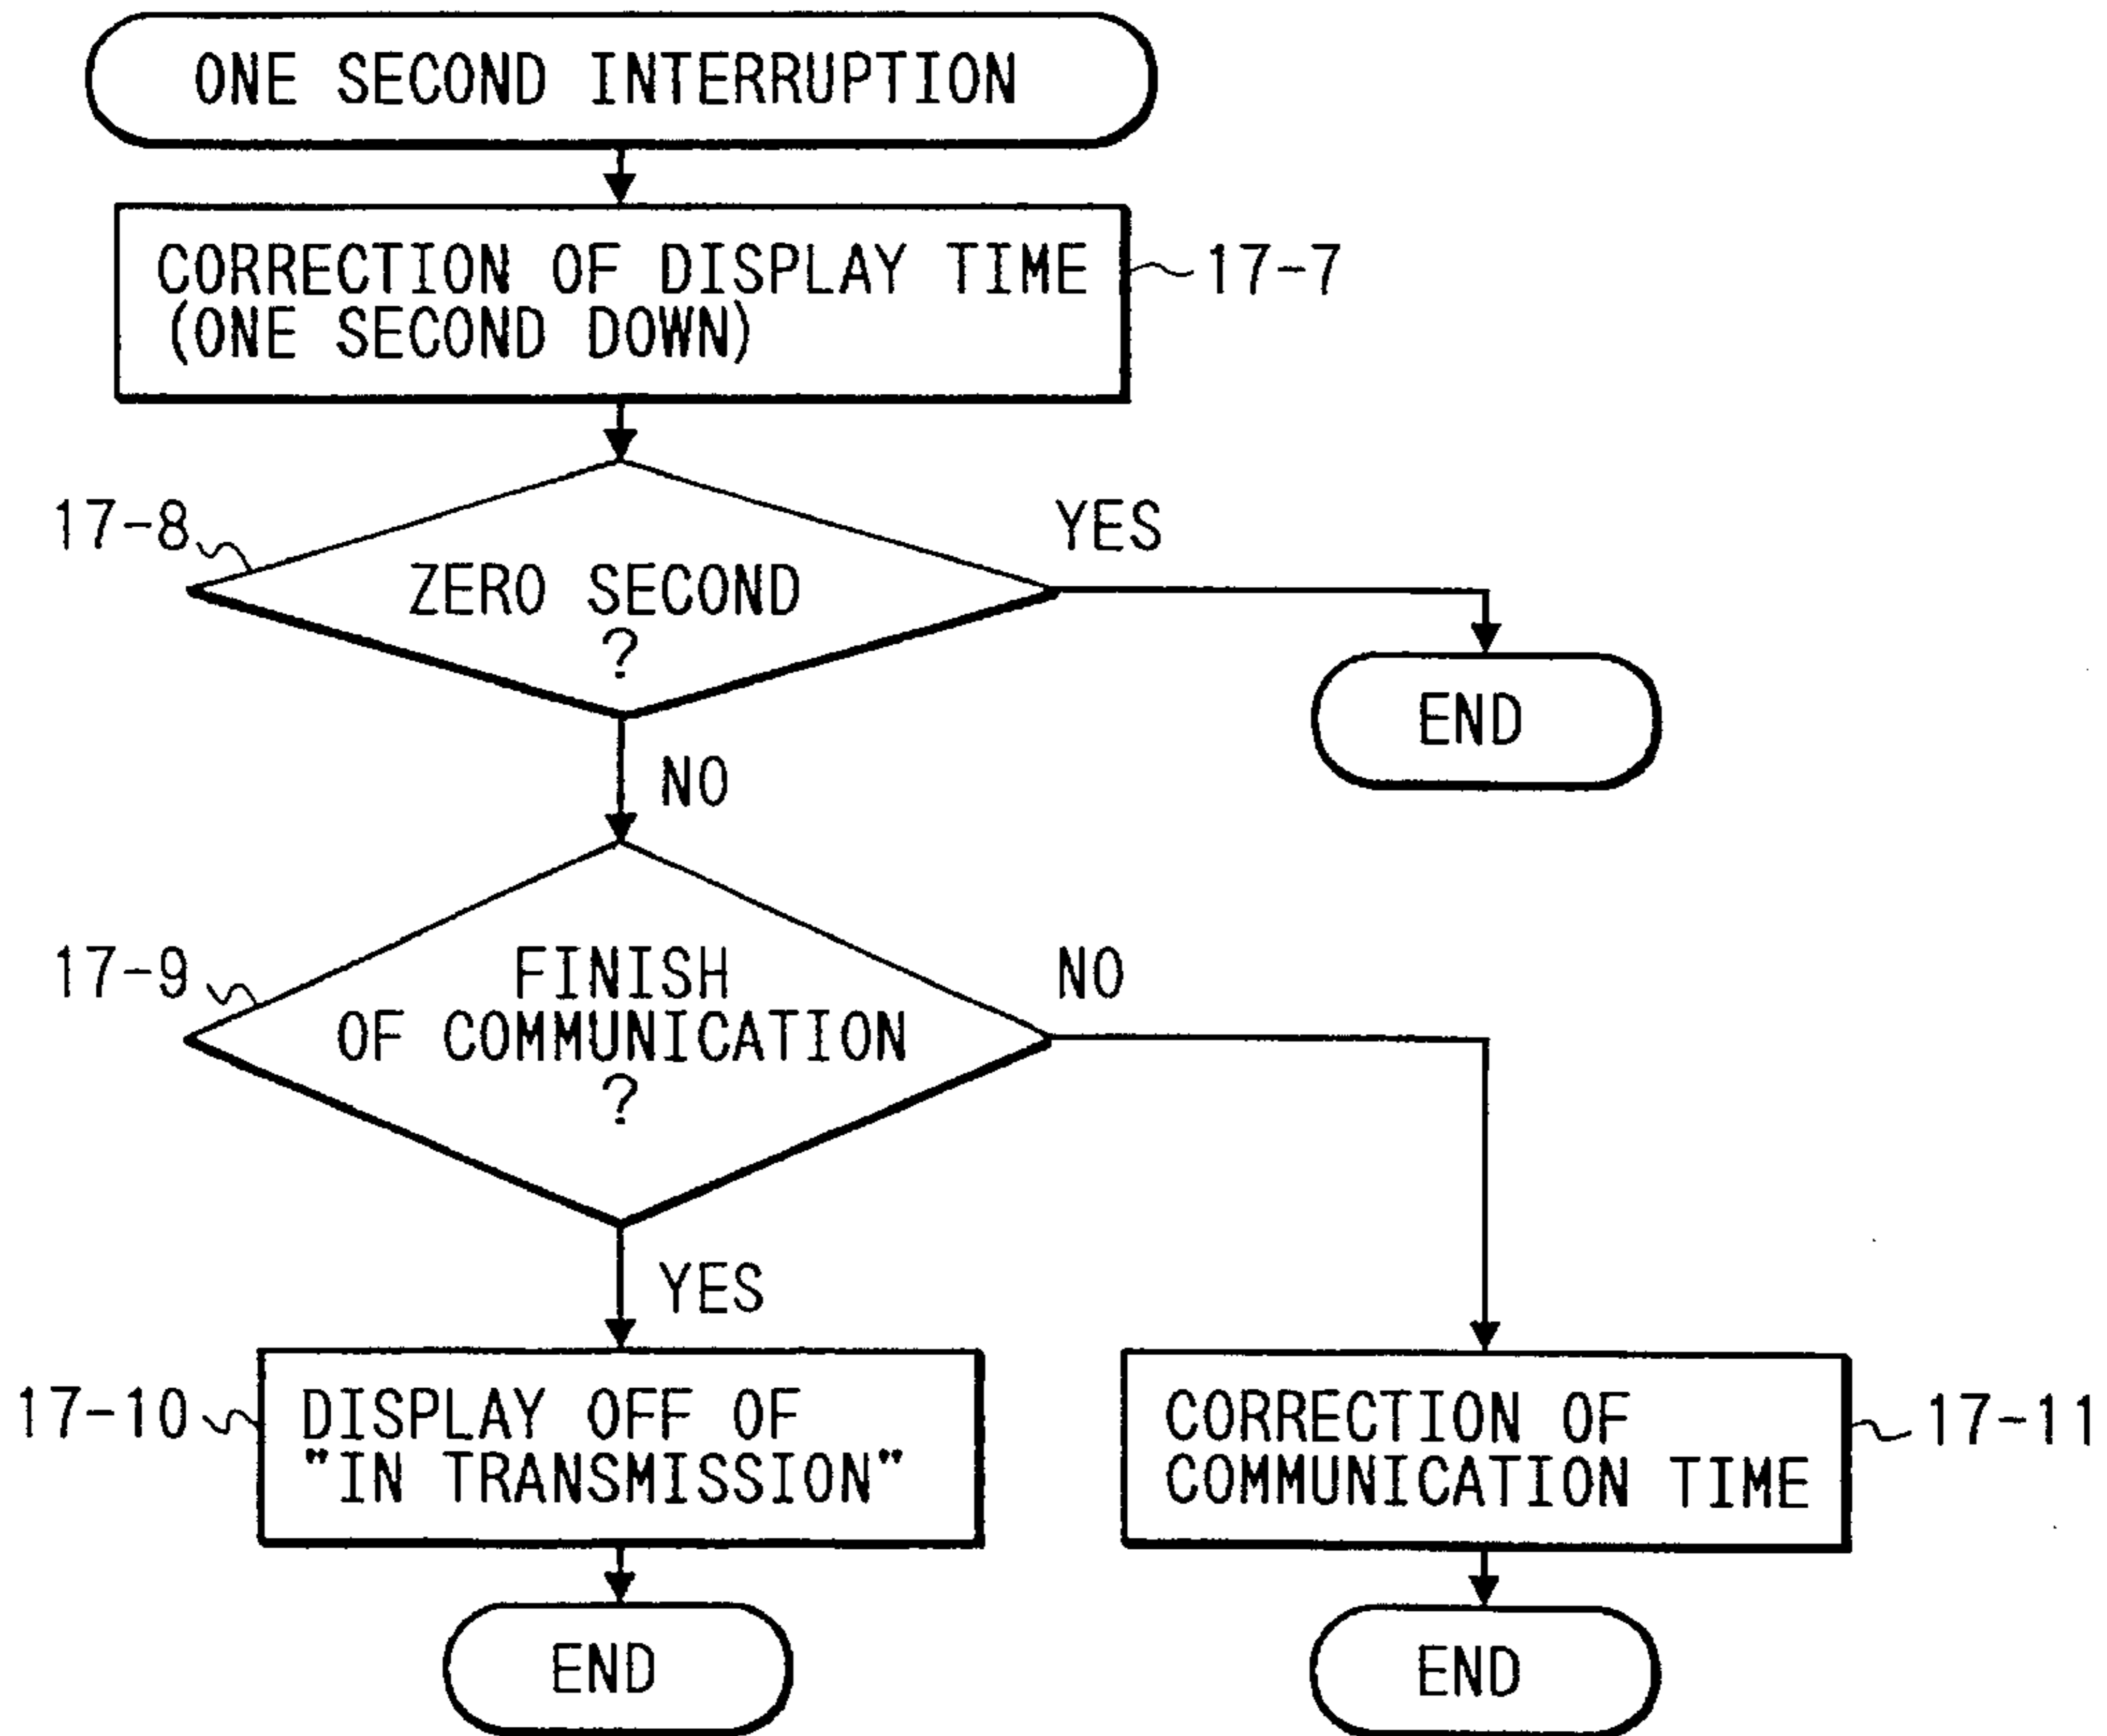 ONE SECOND INTERRUPTION
CORRECTION OF DISPLAY TIME
(ONE SECOND DOWN)
17-7
17-8
ZERO SECOND
?
YES
END
NO
17-9
FINISH
OF COMMUNICATION
?
NO
YES
17-10
DISPLAY OFF OF
"IN TRANSMISSION"
CORRECTION OF
COMMUNICATION TIME
17-11
END
END